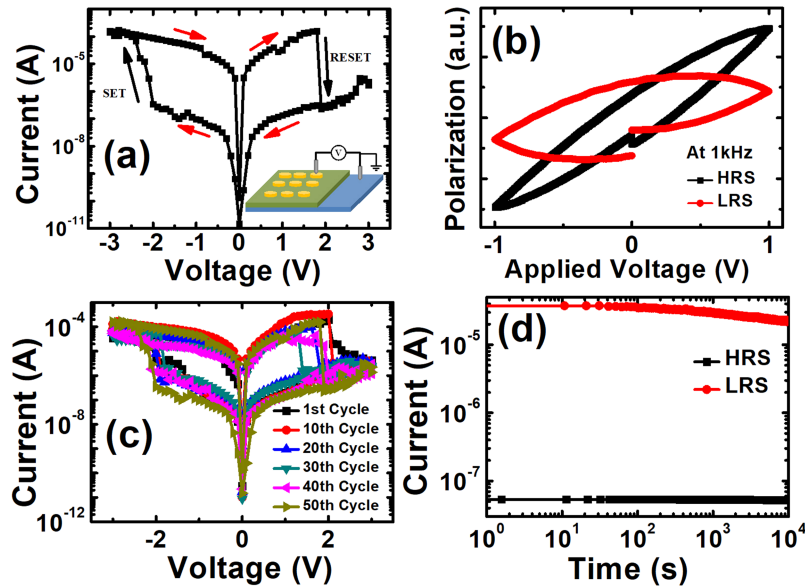 (a)
Current (A)
10⁻⁵
10⁻⁸
10⁻¹¹
SET
RESET
V
-3 -2 -1 0 1 2 3
Voltage (V)
(b)
Polarization (a.u.)
At 1kHz
HRS
LRS
-1 0 1
Applied Voltage (V)
(c)
Current (A)
10⁻⁴
10⁻⁶
10⁻⁸
10⁻¹²
1st Cycle
10th Cycle
20th Cycle
30th Cycle
40th Cycle
50th Cycle
-2 0 2
Voltage (V)
(d)
Current (A)
10⁻⁵
10⁻⁶
10⁻⁷
HRS
LRS
10⁰ 10¹ 10² 10³ 10⁴
Time (s)